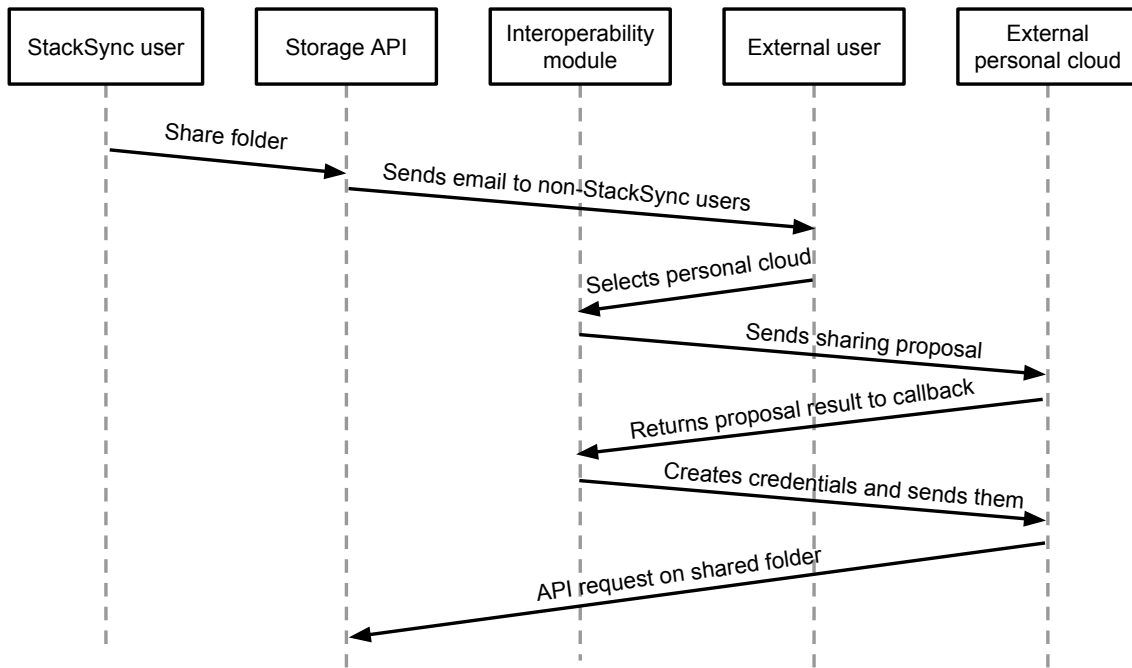 StackSync user
Storage API
Interoperability
module
External user
External
personal cloud
Share folder
Sends email to non-StackSync users
Selects personal cloud
Sends sharing proposal
Returns proposal result to callback
Creates credentials and sends them
API request on shared folder